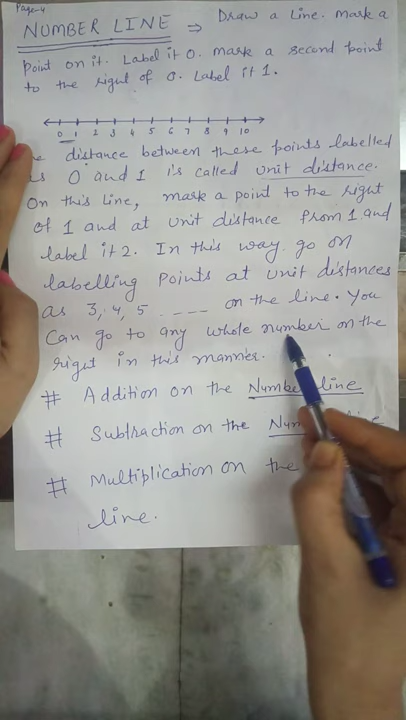 Page-4
NUMBER LINE ⇒ Draw a Line. Mark a
point on it. Label it 0. mark a second point
to the right of 0. Label it 1.
0 1 2 3 4 5 6 7 8 9 10
distance between these points labelled
as 0 and 1 is called unit distance.
On this line, mark a point to the right
of 1 and at unit distance from 1 and
label it 2. In this way go on
labelling points at unit distances
as 3, 4, 5 ---- on the line. You
Can go to any whole number on the
right in this manner.
# Addition on the Number line
# Subtraction on the Num line
# Multiplication on the
line.